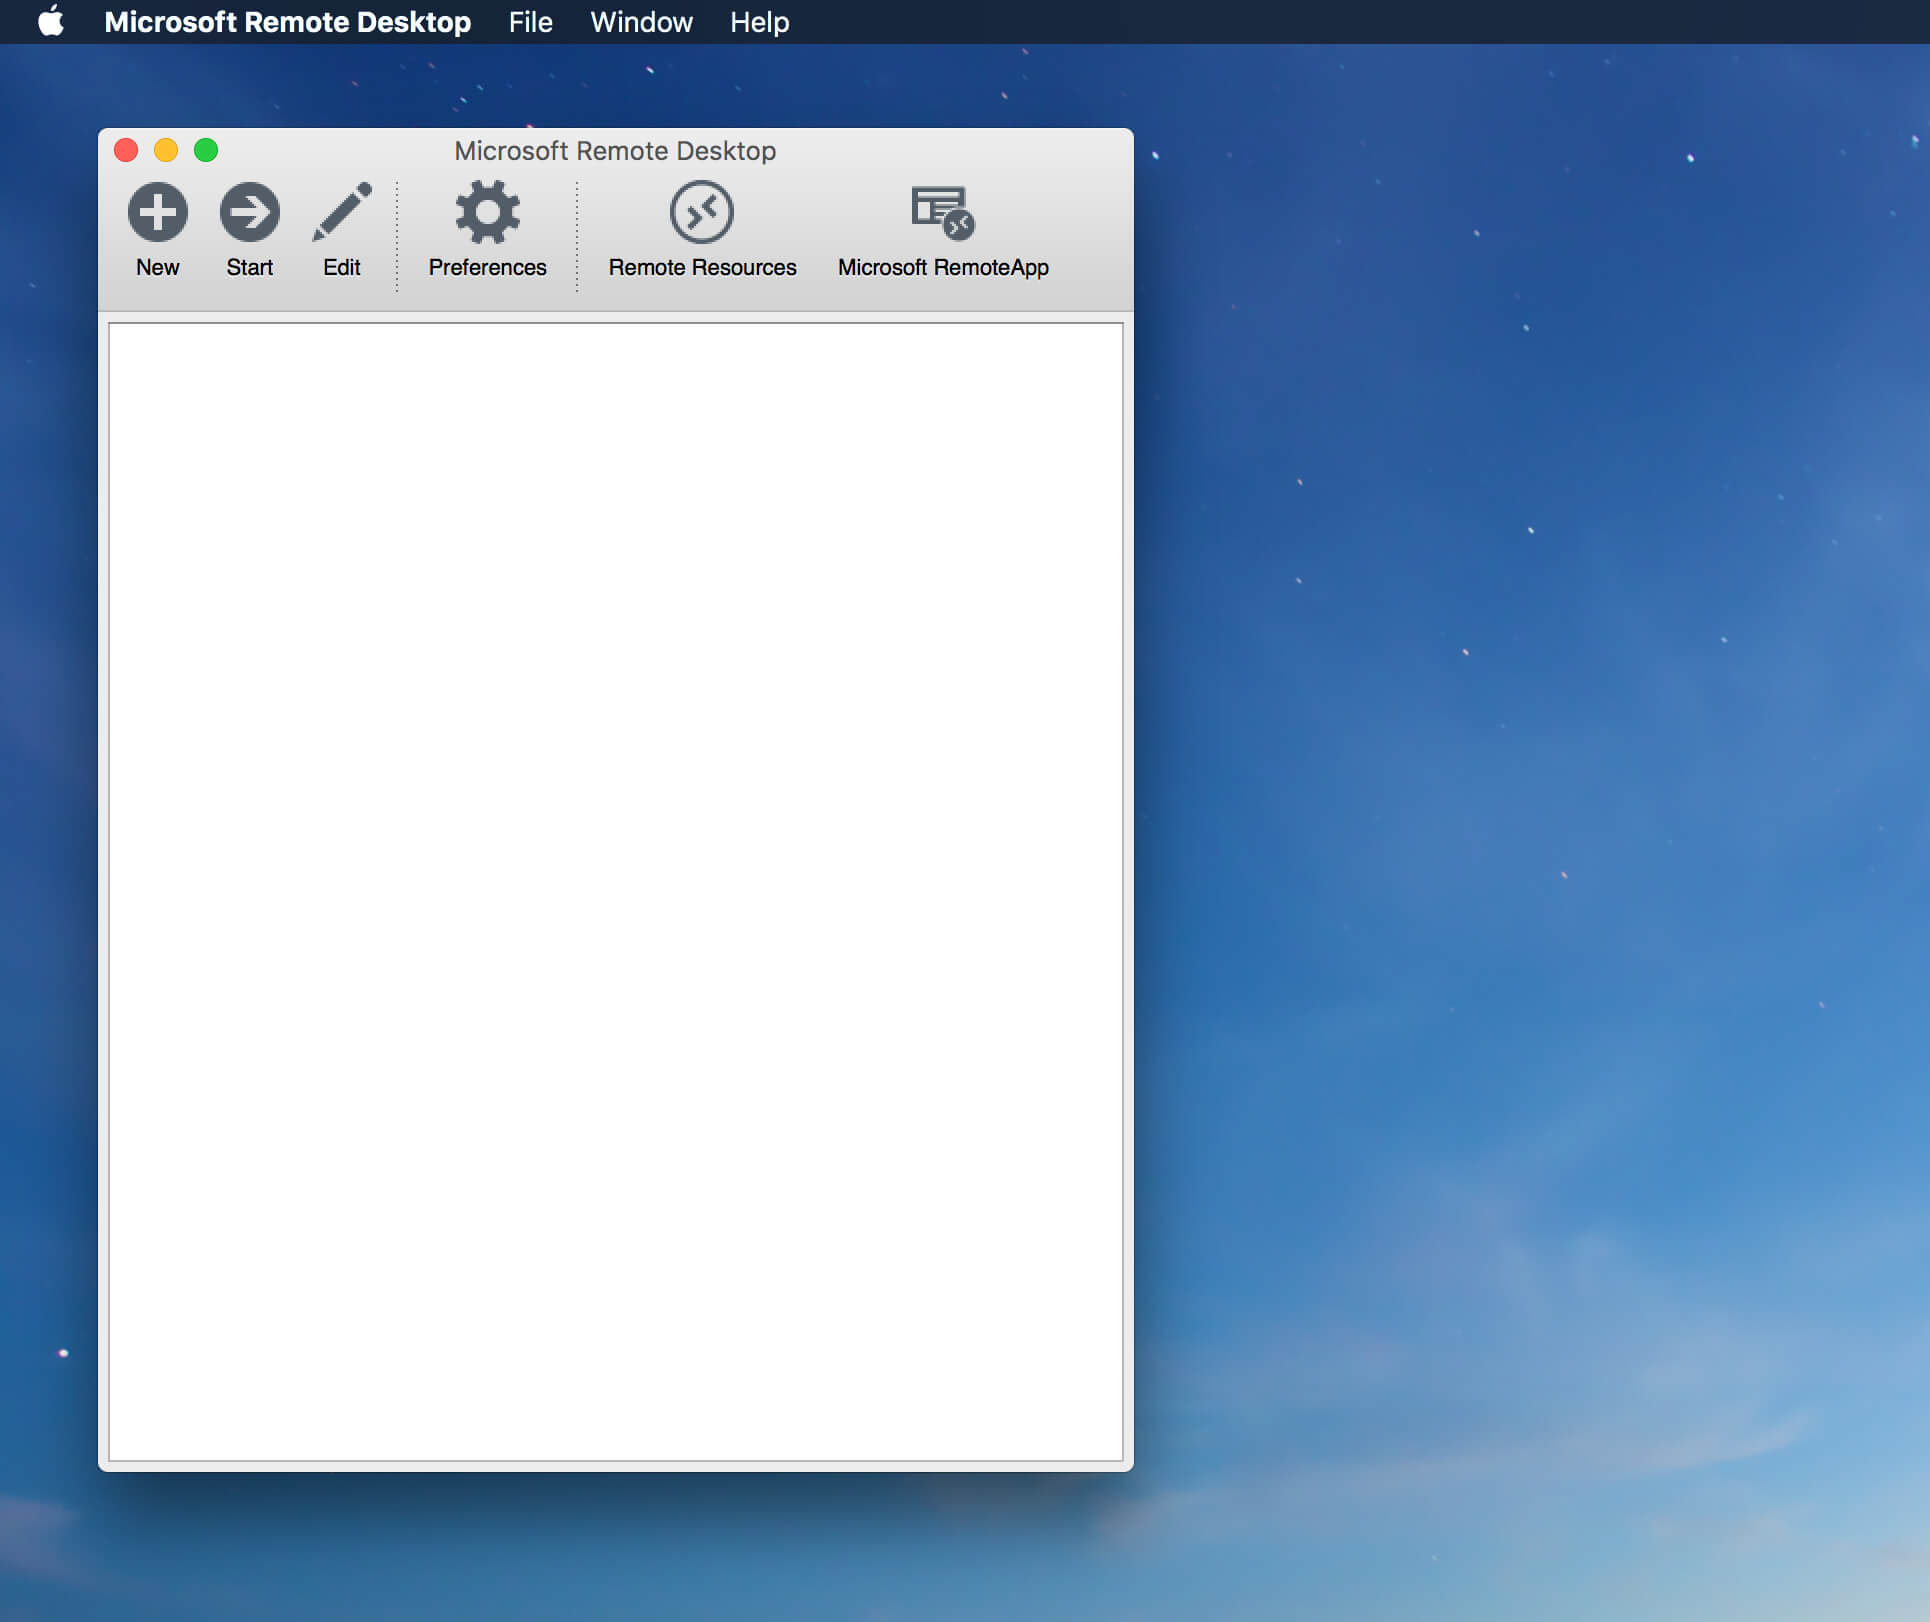 Microsoft Remote Desktop File Window Help
Microsoft Remote Desktop
New Start Edit Preferences Remote Resources Microsoft RemoteApp